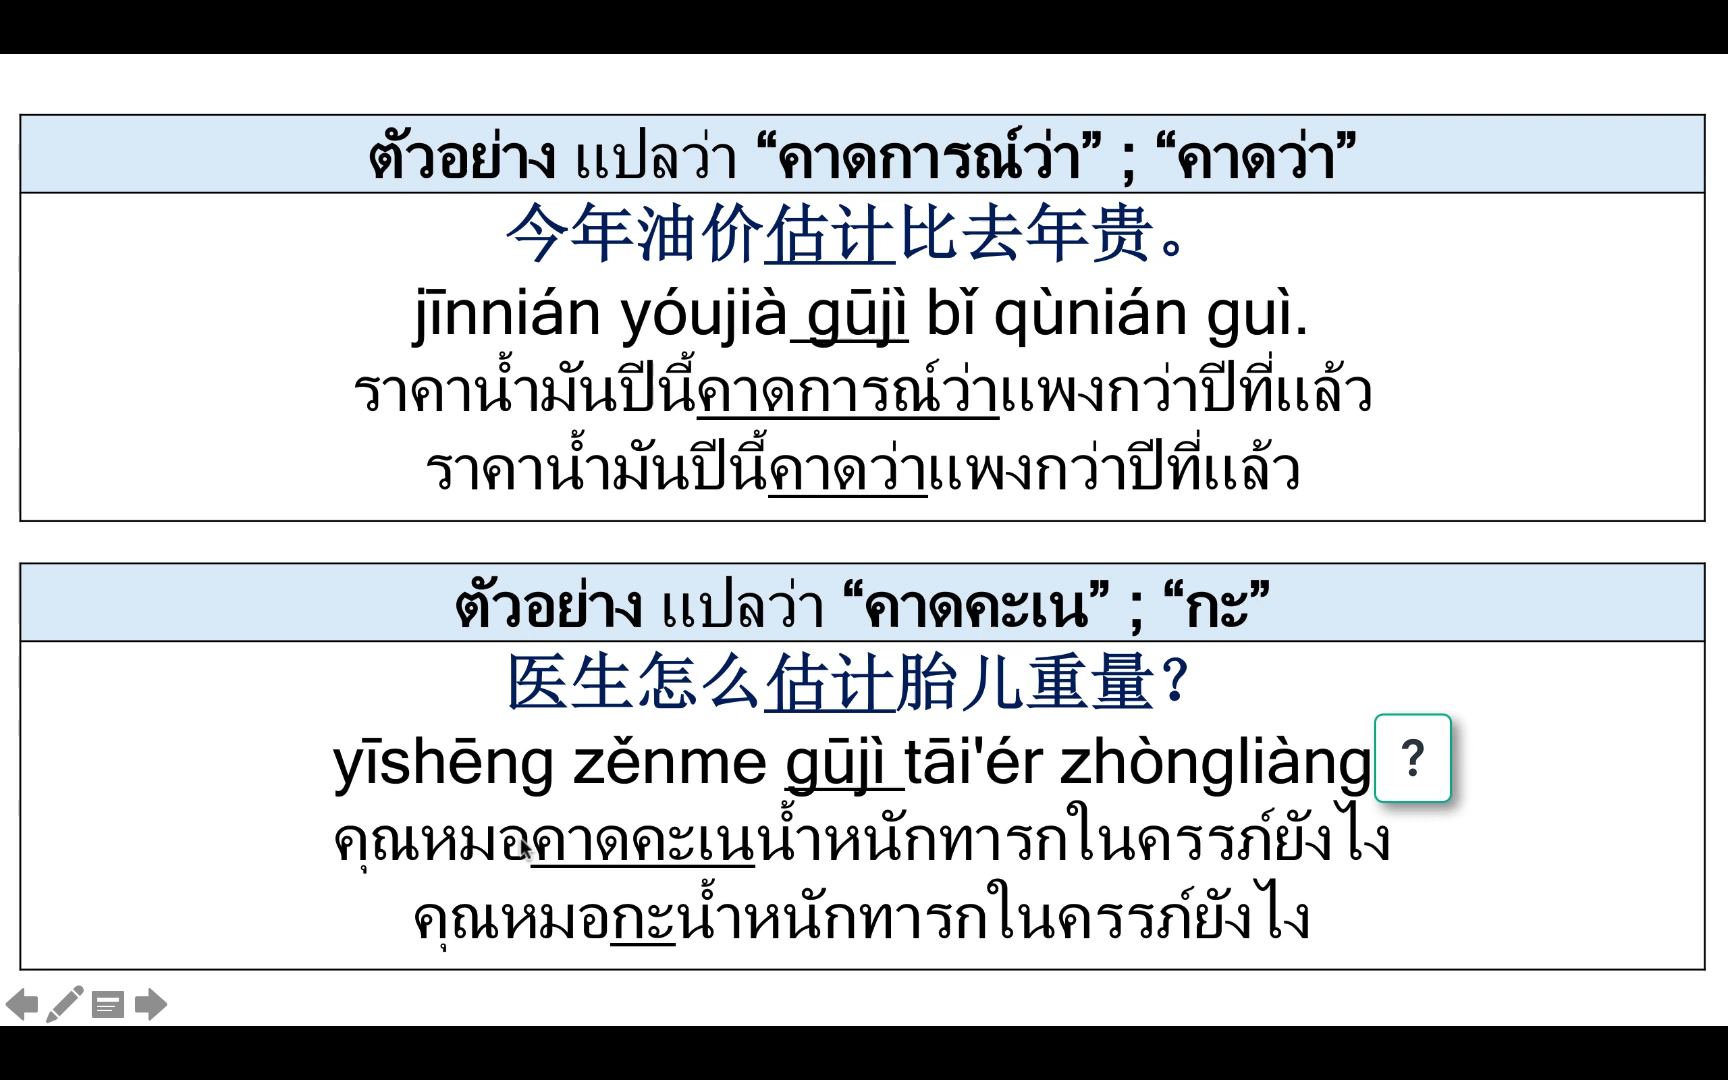 ตัวอย่าง แปลว่า “คาดการณ์ว่า” ; “คาดว่า”
今年油价估计比去年贵。
jīnnián yóujià gūjì bǐ qùnián guì.
ราคาน้ำมันปีนี้คาดการณ์ว่าแพงกว่าปีที่แล้ว
ราคาน้ำมันปีนี้คาดว่าแพงกว่าปีที่แล้ว
ตัวอย่าง แปลว่า “คาดคะเน” ; “กะ”
医生怎么估计胎儿重量?
yīshēng zěnme gūjì tāi'ér zhòngliàng ?
คุณหมอคาดคะเนน้ำหนักทารกในครรภ์ยังไง
คุณหมอกะน้ำหนักทารกในครรภ์ยังไง